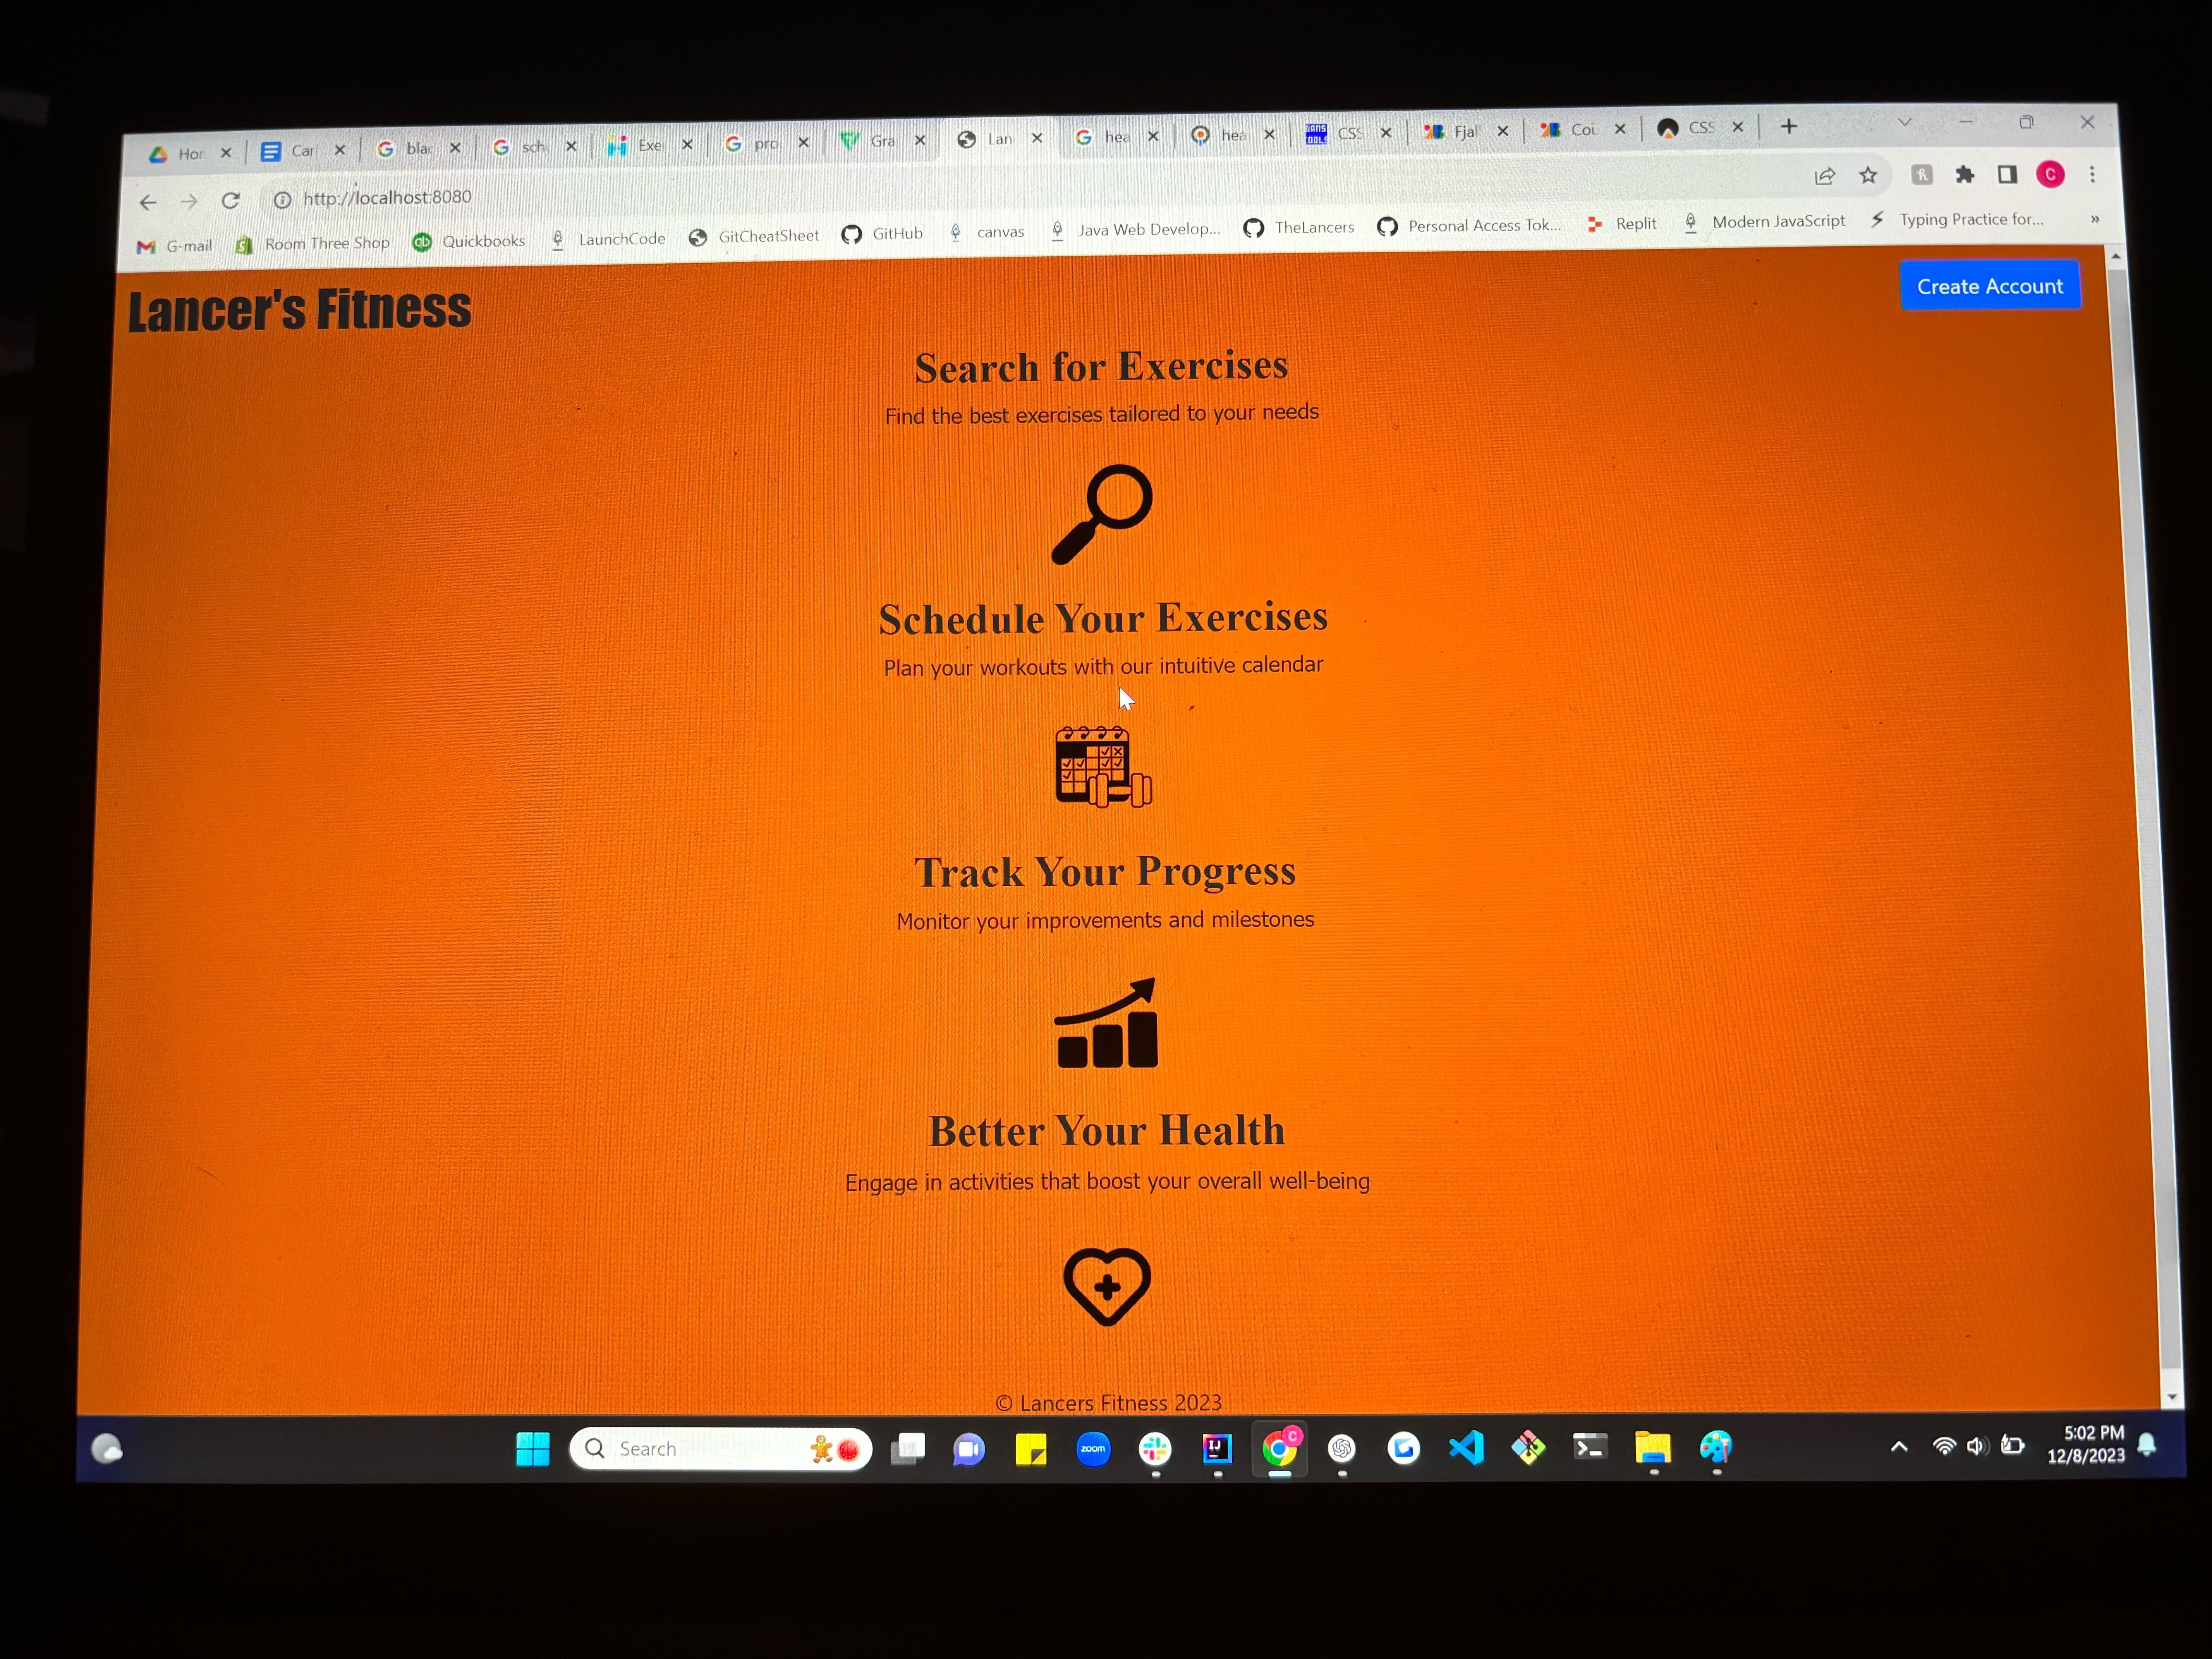 Hor Car blac sch Exe pro Gra Lan hea hea CSS Fjal Cou CSS
http://localhost:8080
G-mail Room Three Shop Quickbooks LaunchCode GitCheatSheet GitHub canvas Java Web Develop... TheLancers Personal Access Tok... Replit Modern JavaScript Typing Practice for...
Lancer's Fitness
Create Account
Search for Exercises
Find the best exercises tailored to your needs
Schedule Your Exercises
Plan your workouts with our intuitive calendar
Track Your Progress
Monitor your improvements and milestones
Better Your Health
Engage in activities that boost your overall well-being
© Lancers Fitness 2023
Search
zoom
5:02 PM
12/8/2023